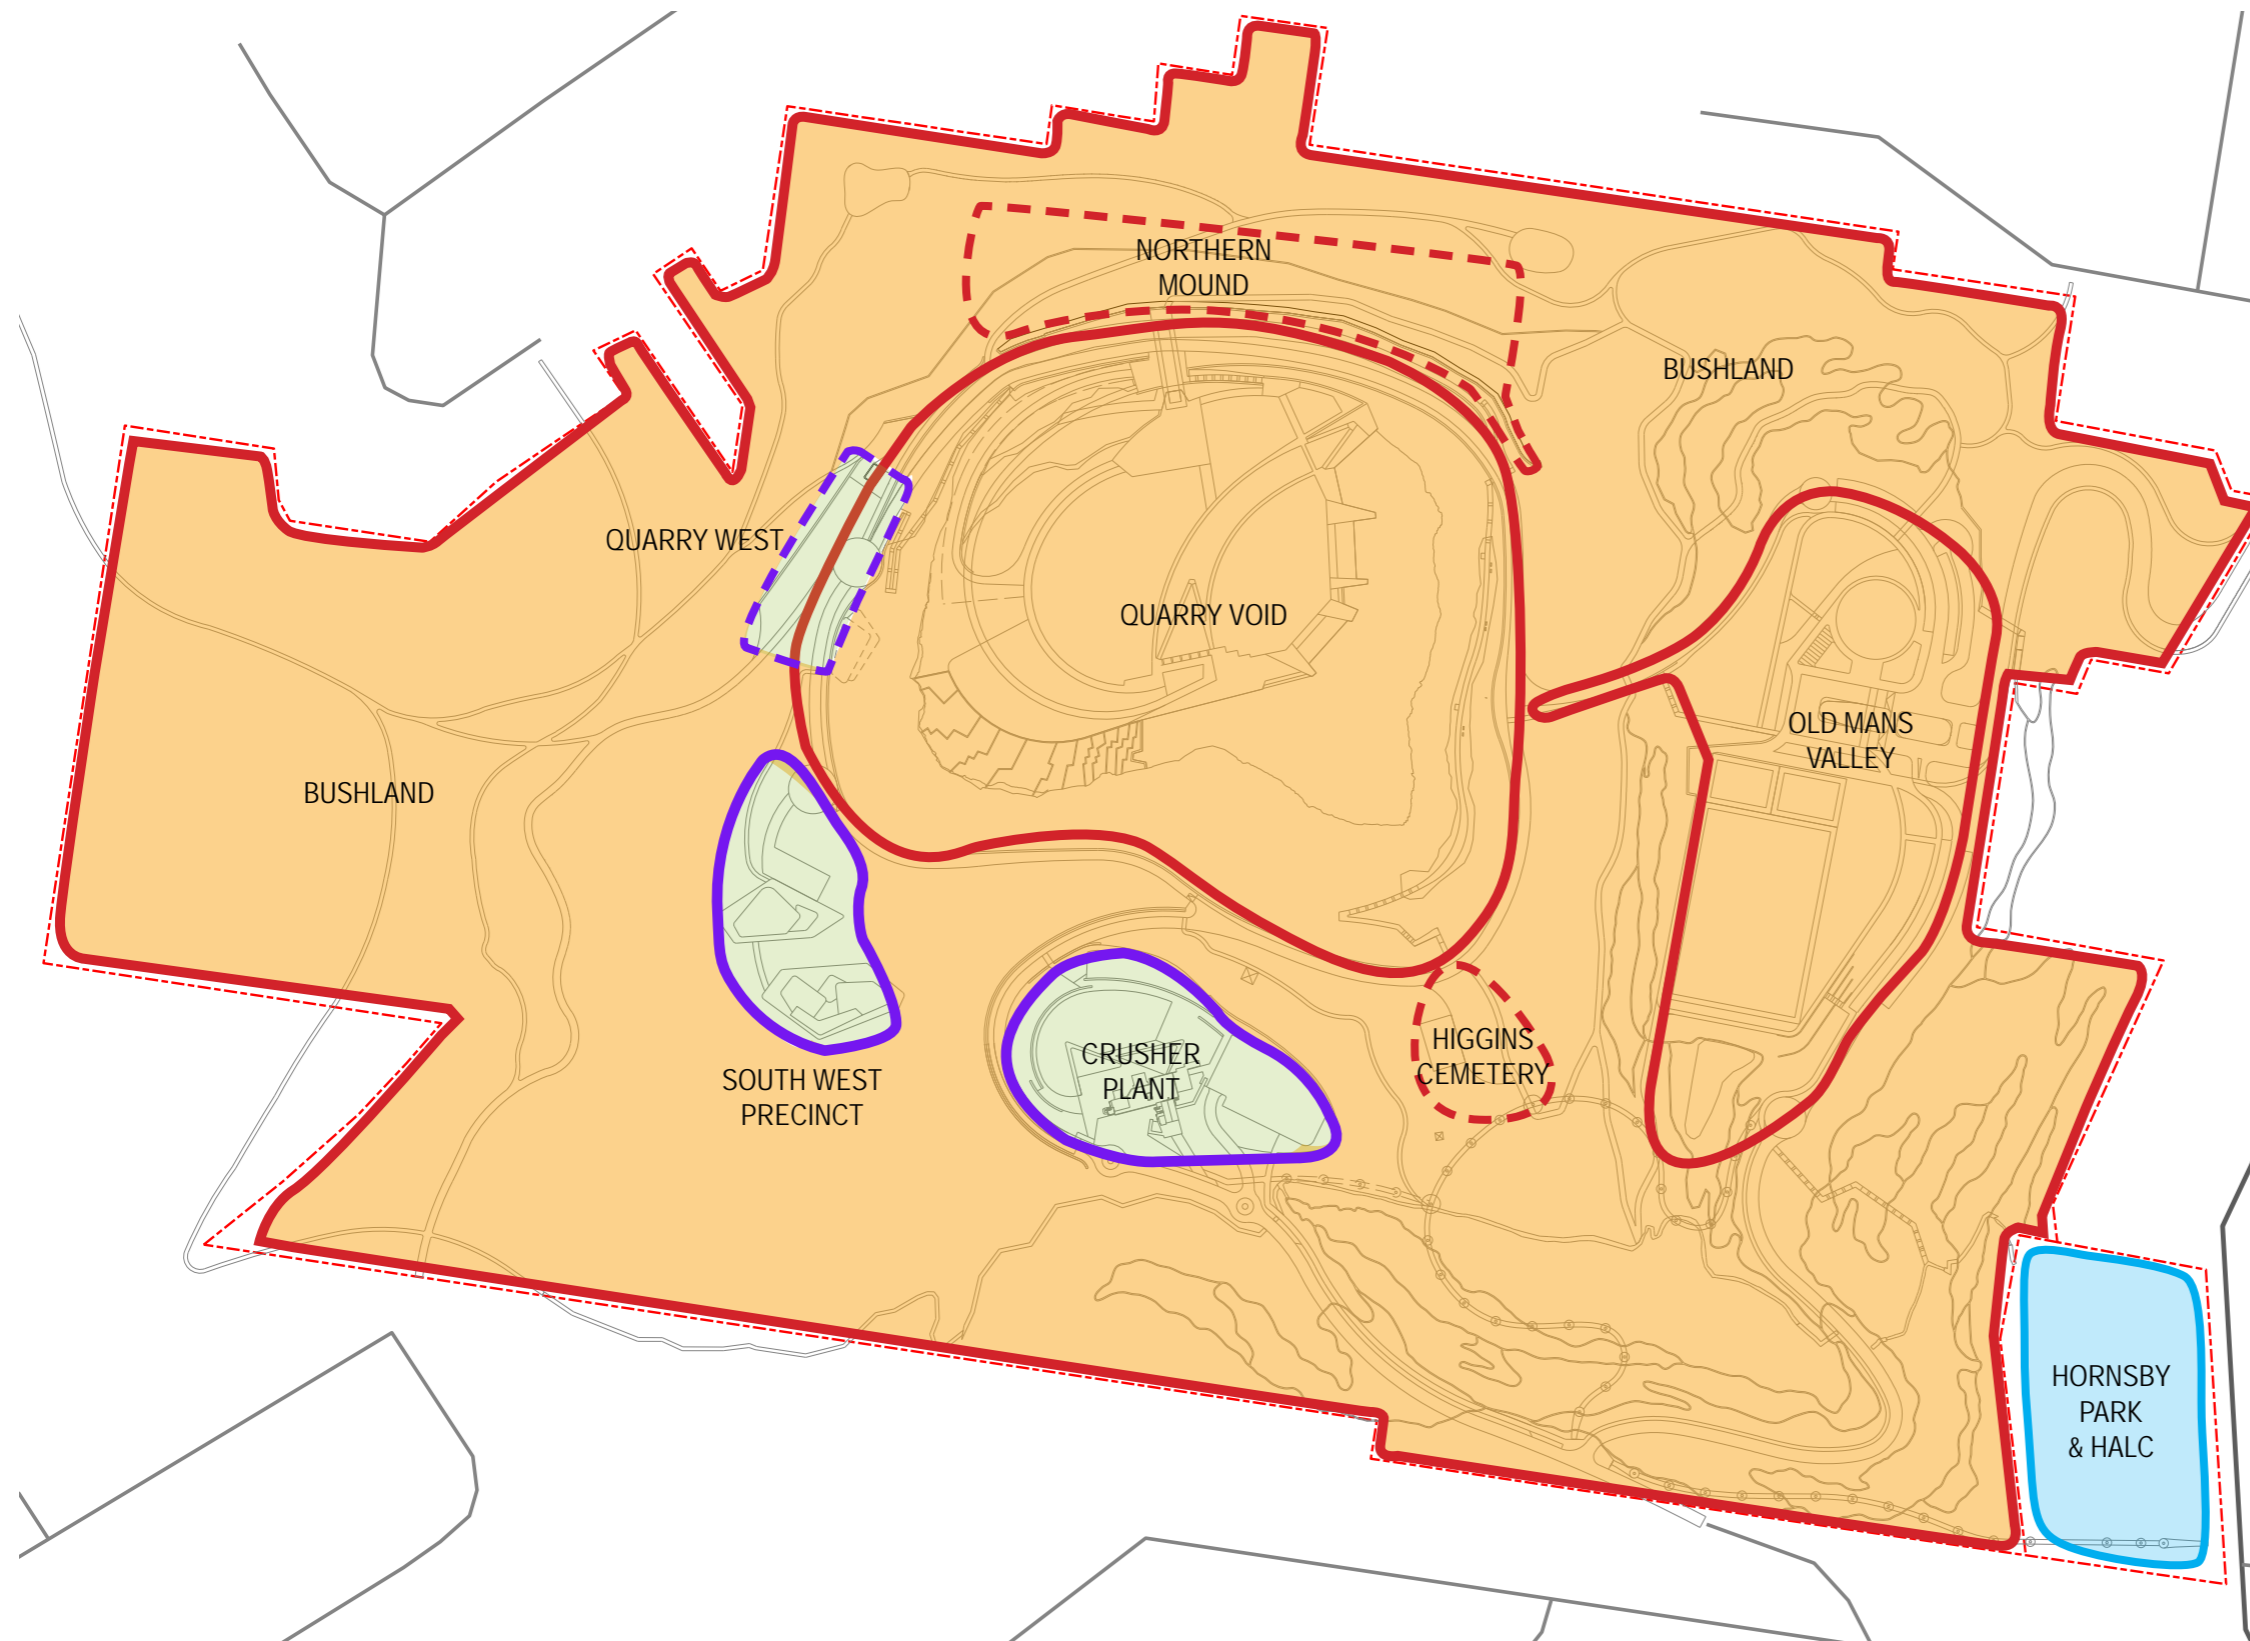 NORTHERN
MOUND
BUSHLAND
QUARRY WEST
QUARRY VOID
OLD MANS
VALLEY
BUSHLAND
HIGGINS
CEMETERY
CRUSHER
PLANT
SOUTH WEST
PRECINCT
HORNSBY
PARK
& HALC